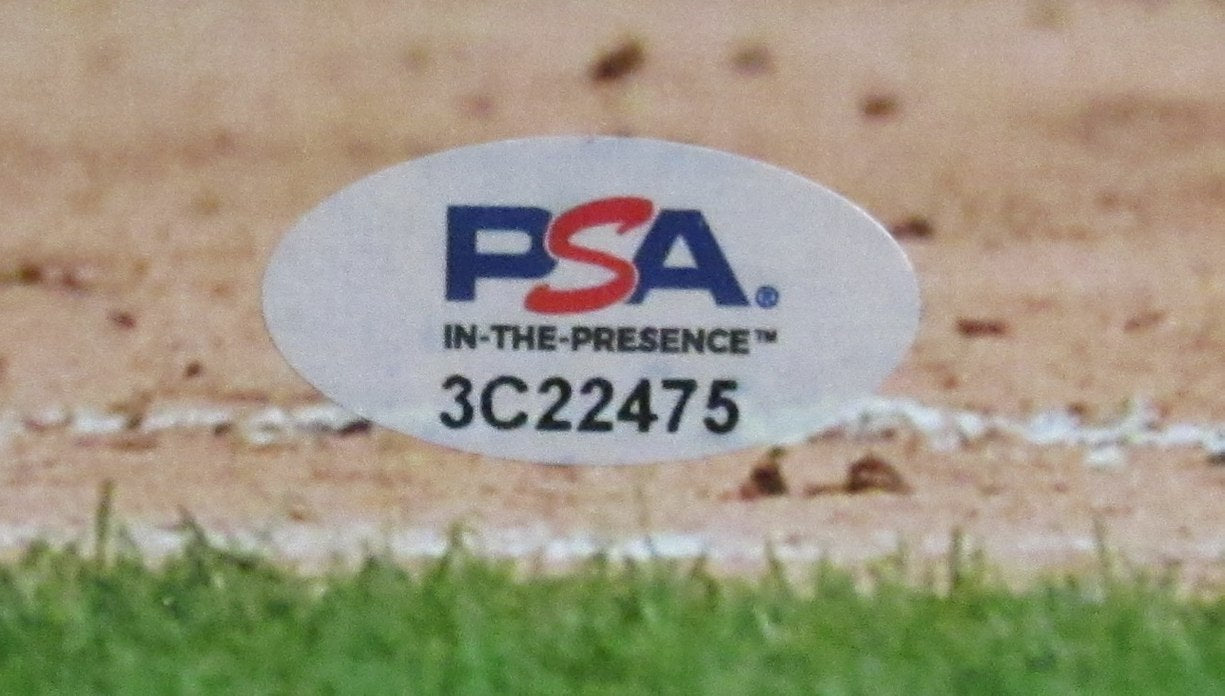 PSA®
IN-THE-PRESENCE™
3C22475